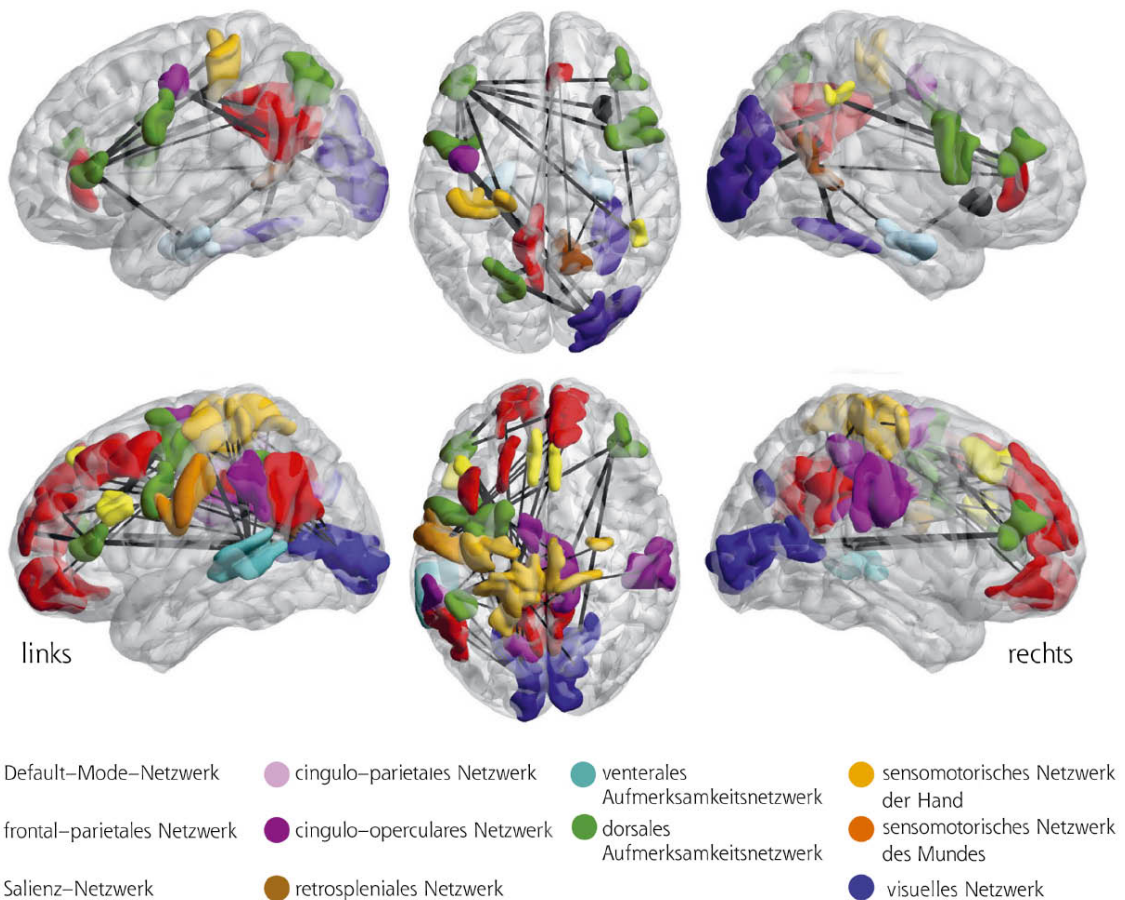 links
rechts
Default–Mode–Netzwerk
cingulo–parietales Netzwerk
venterales
Aufmerksamkeitsnetzwerk
sensomotorisches Netzwerk
der Hand
frontal–parietales Netzwerk
cingulo–operculares Netzwerk
dorsales
Aufmerksamkeitsnetzwerk
sensomotorisches Netzwerk
des Mundes
Salienz–Netzwerk
retrospleniales Netzwerk
visuelles Netzwerk